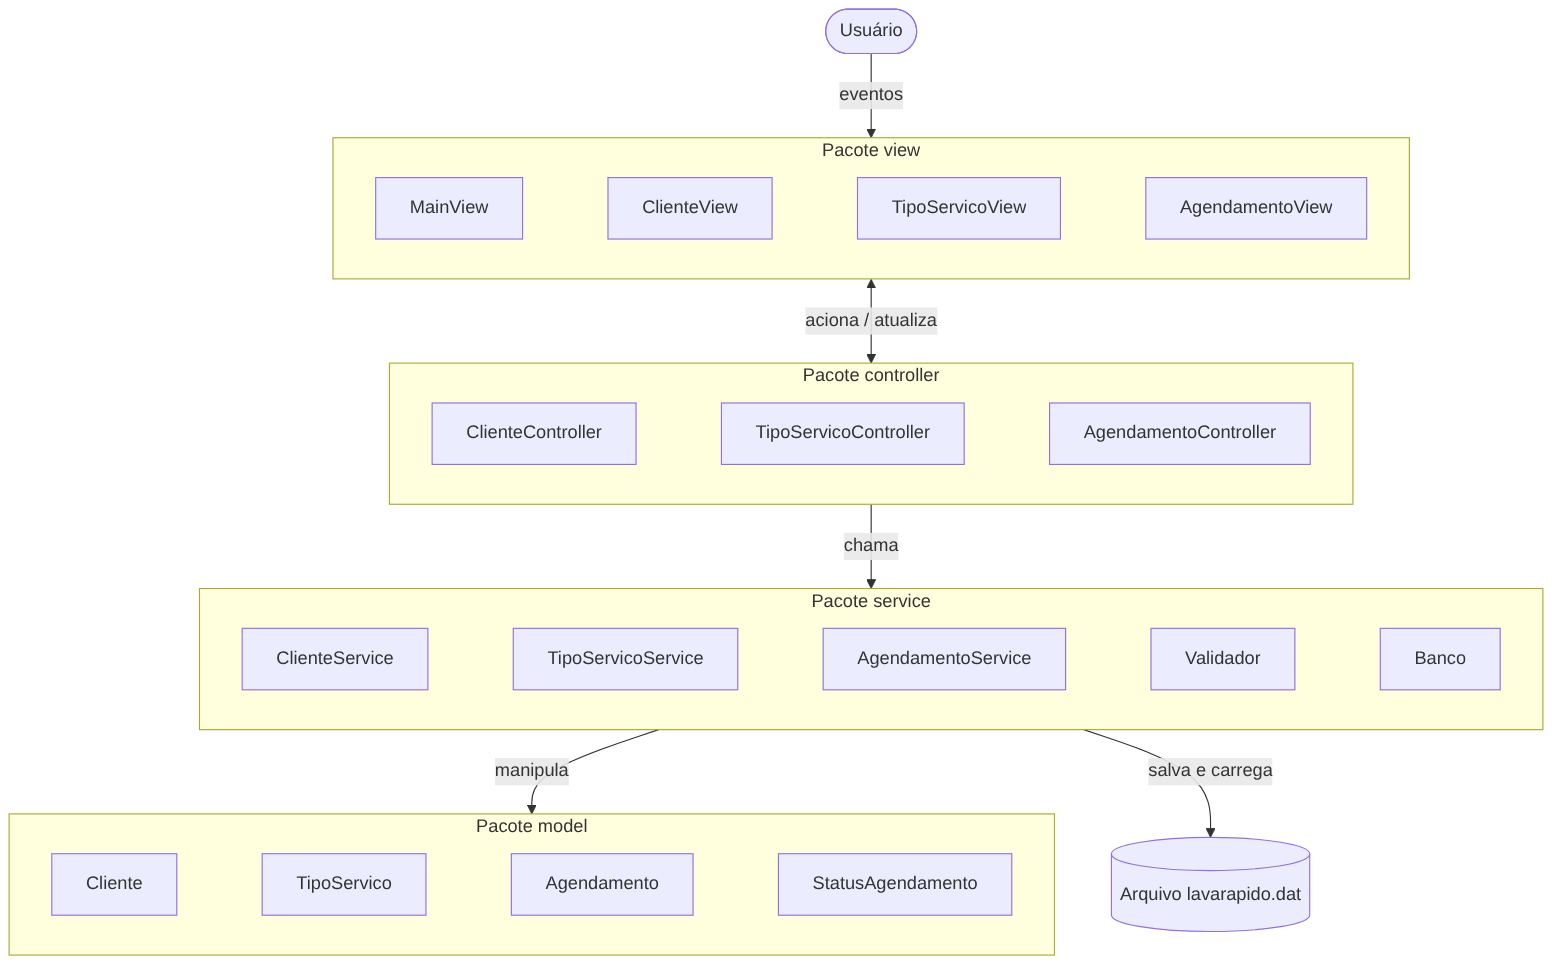 Usuário
eventos
Pacote view
MainView
ClienteView
TipoServicoView
AgendamentoView
aciona / atualiza
Pacote controller
ClienteController
TipoServicoController
AgendamentoController
chama
Pacote service
ClienteService
TipoServicoService
AgendamentoService
Validador
Banco
manipula
salva e carrega
Pacote model
Cliente
TipoServico
Agendamento
StatusAgendamento
Arquivo lavarapido.dat